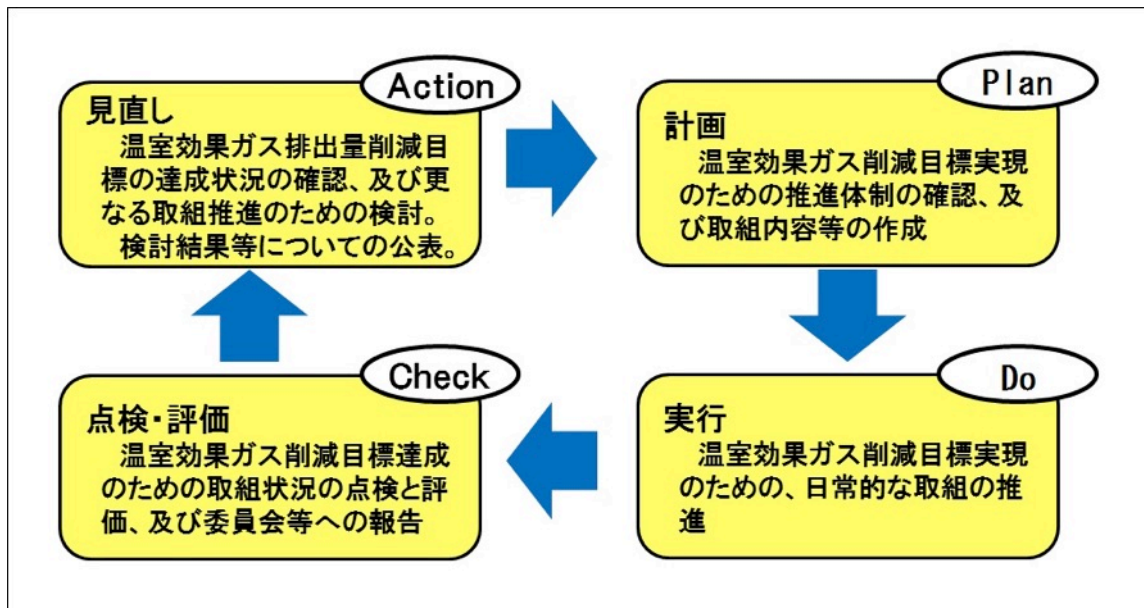 Action
見直し
温室効果ガス排出量削減目
標の達成状況の確認、及び更
なる取組推進のための検討。
検討結果等についての公表。
Plan
計画
温室効果ガス削減目標実現
のための推進体制の確認、及
び取組内容等の作成
Check
点検・評価
温室効果ガス削減目標達成
のための取組状況の点検と評
価、及び委員会等への報告
Do
実行
温室効果ガス削減目標実現
のための、日常的な取組の推
進